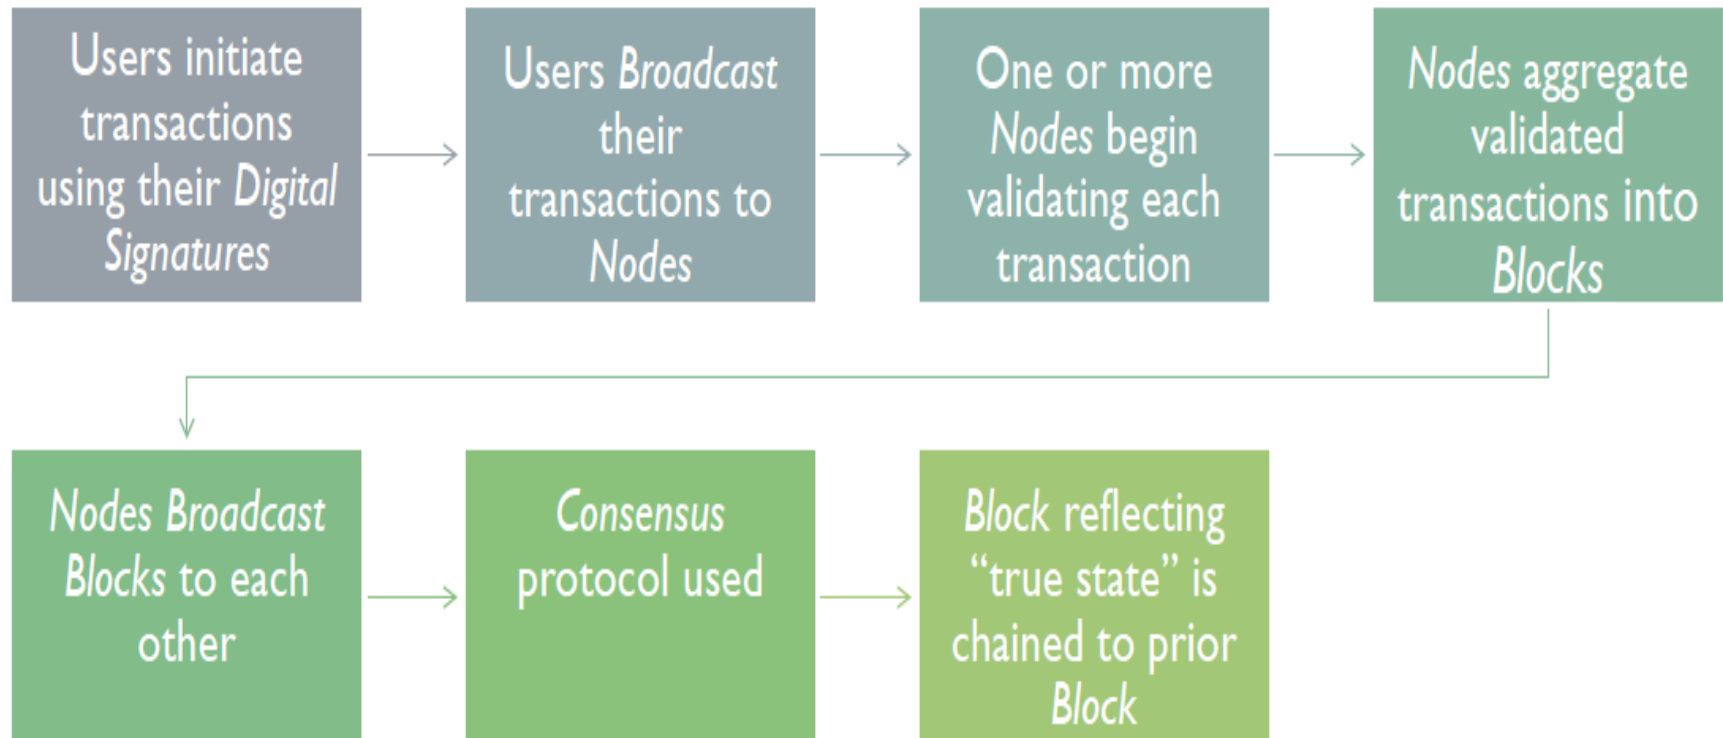 Users initiate
transactions
using their Digital
Signatures
Users Broadcast
their
transactions to
Nodes
One or more
Nodes begin
validating each
transaction
Nodes aggregate
validated
transactions into
Blocks
Nodes Broadcast
Blocks to each
other
Consensus
protocol used
Block reflecting
“true state” is
chained to prior
Block